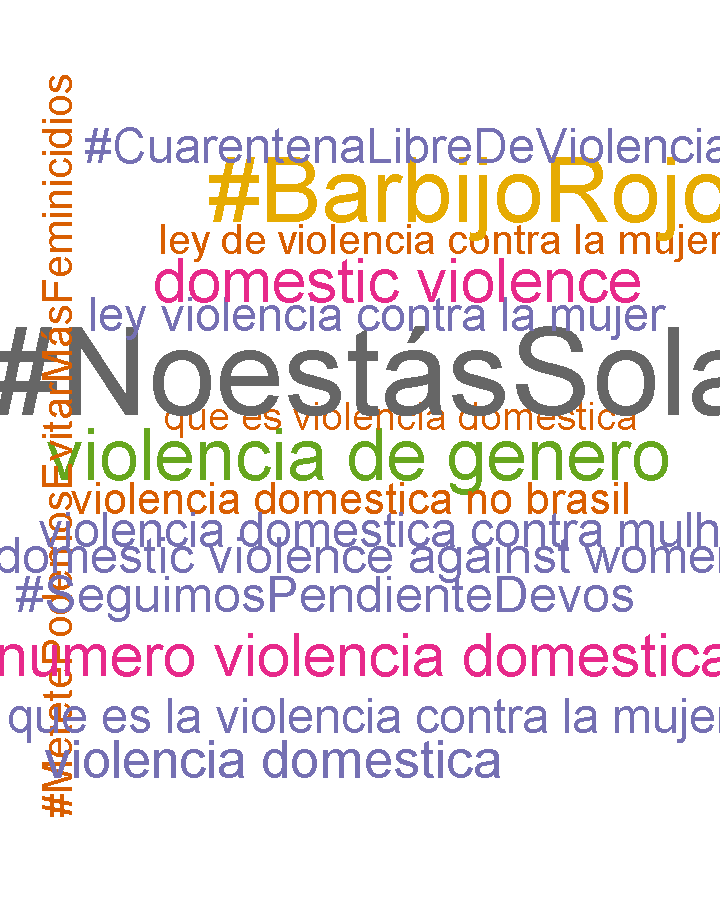 #MetetePodemosEvitarMásFeminicidios
#CuarentenaLibreDeViolencia
#BarbijoRojo
ley de violencia contra la mujer
domestic violence
ley violencia contra la mujer
#NoestásSola
que es violencia domestica
violencia de genero
violencia domestica no brasil
violencia domestica contra mulh
domestic violence against women
#SeguimosPendienteDevos
numero violencia domestica
que es la violencia contra la mujer
violencia domestica